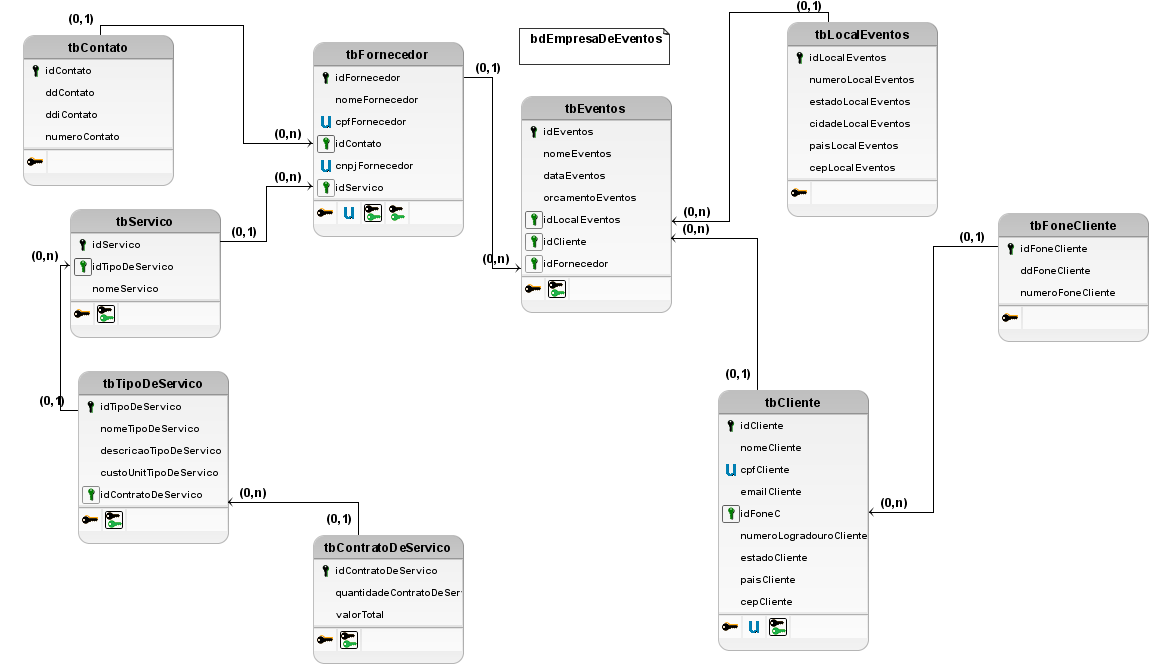 bdEmpresaDeEventos
(0,1)
tbContato
idContato
ddContato
ddiContato
numeroContato
(0,n)
tbFornecedor
idFornecedor
nomeFornecedor
cpfFornecedor
idContato
cnpjFornecedor
idServico
(0,n)
(0,1)
(0,n)
tbEventos
idEventos
nomeEventos
dataEventos
orcamentoEventos
idLocalEventos
idCliente
idFornecedor
(0,n)
(0,n)
(0,1)
tbLocalEventos
idLocalEventos
numeroLocalEventos
estadoLocalEventos
cidadeLocalEventos
paisLocalEventos
cepLocalEventos
tbServico
idServico
idTipoDeServico
nomeServico
(0,1)
(0,n)
tbFoneCliente
idFoneCliente
ddFoneCliente
numeroFoneCliente
(0,1)
tbTipoDeServico
idTipoDeServico
nomeTipoDeServico
descricaoTipoDeServico
custoUnitTipoDeServico
idContratoDeServico
(0,1)
(0,n)
(0,1)
tbCliente
idCliente
nomeCliente
cpfCliente
emailCliente
idFoneC
numeroLogradouroCliente
estadoCliente
paisCliente
cepCliente
(0,n)
(0,1)
tbContratoDeServico
idContratoDeServico
quantidadeContratoDeSer
valorTotal